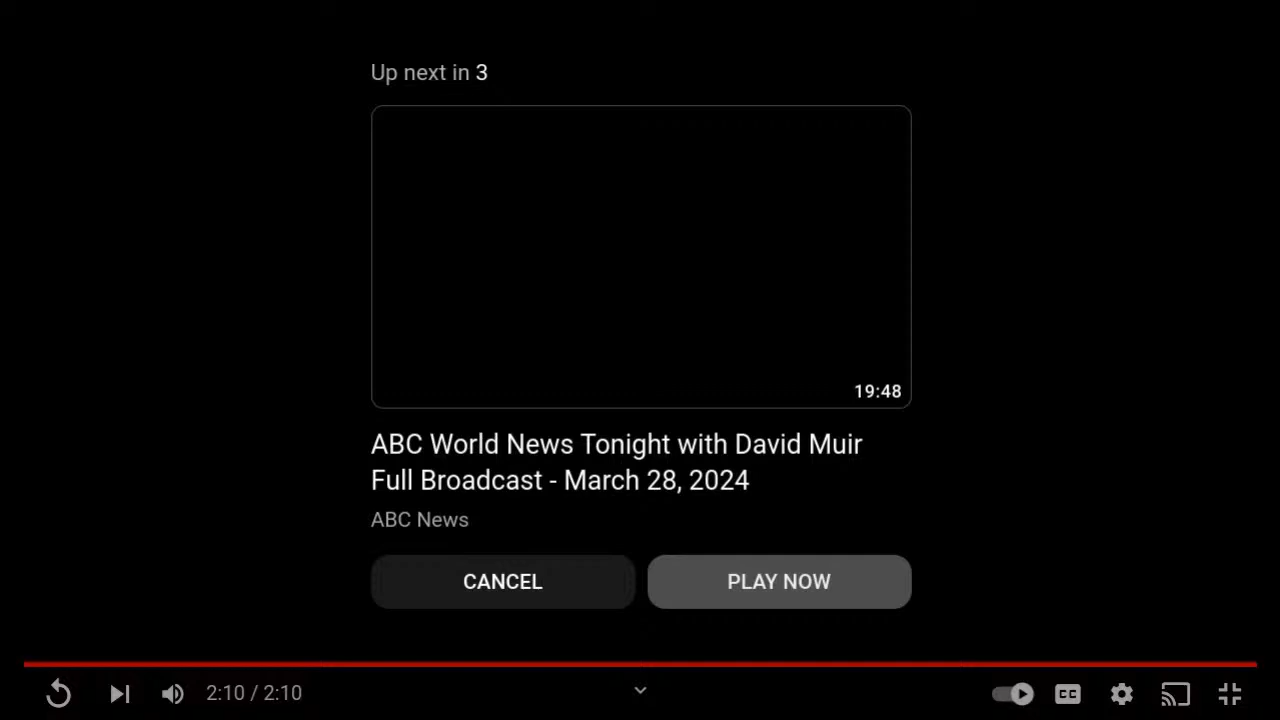 Up next in 3
19:48
ABC World News Tonight with David Muir
Full Broadcast - March 28, 2024
ABC News
CANCEL
PLAY NOW
2:10 / 2:10
CC